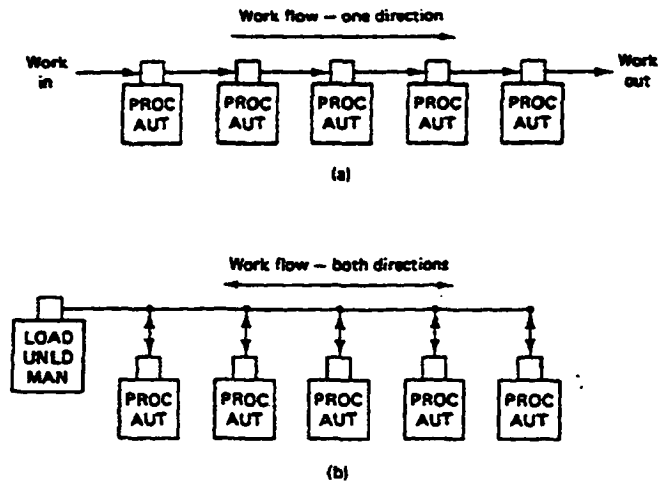 Work flow – one direction
Work in
Work out
PROC AUT
PROC AUT
PROC AUT
PROC AUT
PROC AUT
(a)
Work flow – both directions
LOAD UNLD MAN
PROC AUT
PROC AUT
PROC AUT
PROC AUT
PROC AUT
(b)